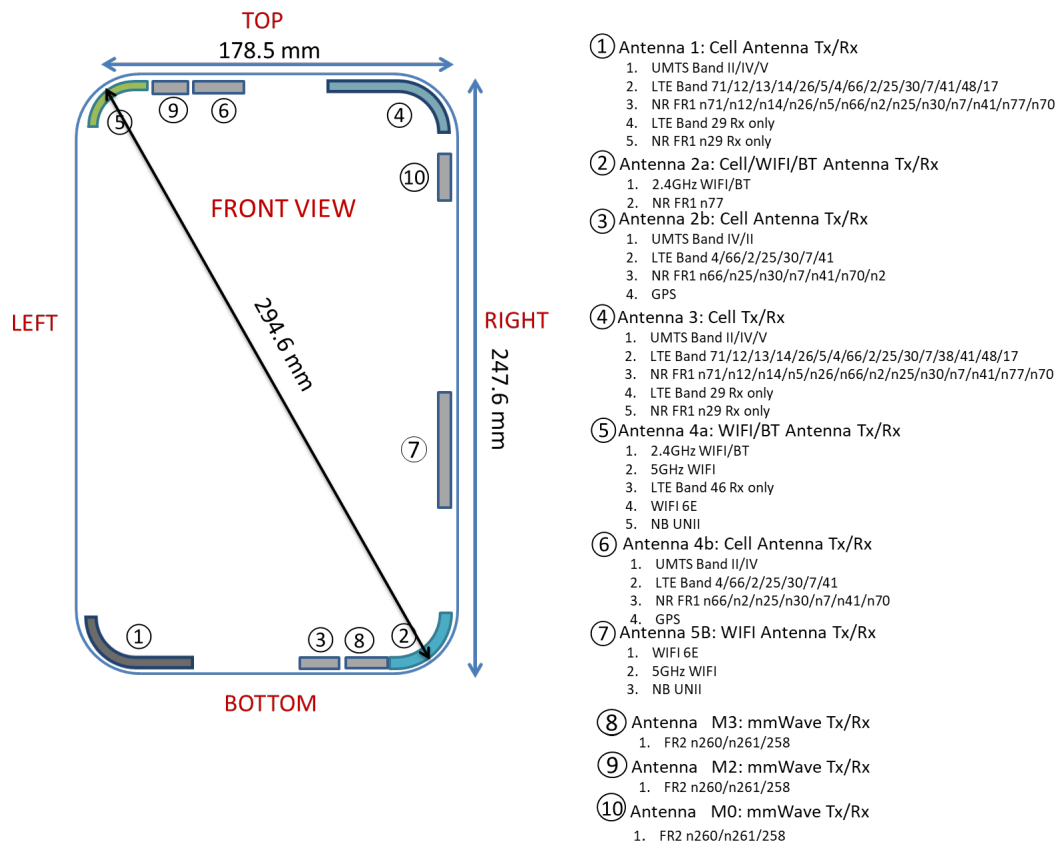 TOP
178.5 mm
⑤
⑨
⑥
④
⑩
FRONT VIEW
LEFT
294.6 mm
RIGHT
247.6 mm
⑦
①
③
⑧
②
BOTTOM
① Antenna 1: Cell Antenna Tx/Rx
1. UMTS Band II/IV/V
2. LTE Band 71/12/13/14/26/5/4/66/2/25/30/7/41/48/17
3. NR FR1 n71/n12/n14/n26/n5/n66/n2/n25/n30/n7/n41/n77/n70
4. LTE Band 29 Rx only
5. NR FR1 n29 Rx only
② Antenna 2a: Cell/WIFI/BT Antenna Tx/Rx
1. 2.4GHz WIFI/BT
2. NR FR1 n77
③ Antenna 2b: Cell Antenna Tx/Rx
1. UMTS Band IV/II
2. LTE Band 4/66/2/25/30/7/41
3. NR FR1 n66/n25/n30/n7/n41/n70/n2
4. GPS
④ Antenna 3: Cell Tx/Rx
1. UMTS Band II/IV/V
2. LTE Band 71/12/13/14/26/5/4/66/2/25/30/7/38/41/48/17
3. NR FR1 n71/n12/n14/n5/n26/n66/n2/n25/n30/n7/n41/n77/n70
4. LTE Band 29 Rx only
5. NR FR1 n29 Rx only
⑤ Antenna 4a: WIFI/BT Antenna Tx/Rx
1. 2.4GHz WIFI/BT
2. 5GHz WIFI
3. LTE Band 46 Rx only
4. WIFI 6E
5. NB UNII
⑥ Antenna 4b: Cell Antenna Tx/Rx
1. UMTS Band II/IV
2. LTE Band 4/66/2/25/30/7/41
3. NR FR1 n66/n2/n25/n30/n7/n41/n70
4. GPS
⑦ Antenna 5B: WIFI Antenna Tx/Rx
1. WIFI 6E
2. 5GHz WIFI
3. NB UNII
⑧ Antenna M3: mmWave Tx/Rx
1. FR2 n260/n261/258
⑨ Antenna M2: mmWave Tx/Rx
1. FR2 n260/n261/258
⑩ Antenna M0: mmWave Tx/Rx
1. FR2 n260/n261/258